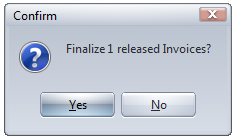 Confirm
Finalize 1 released Invoices?
Yes
No